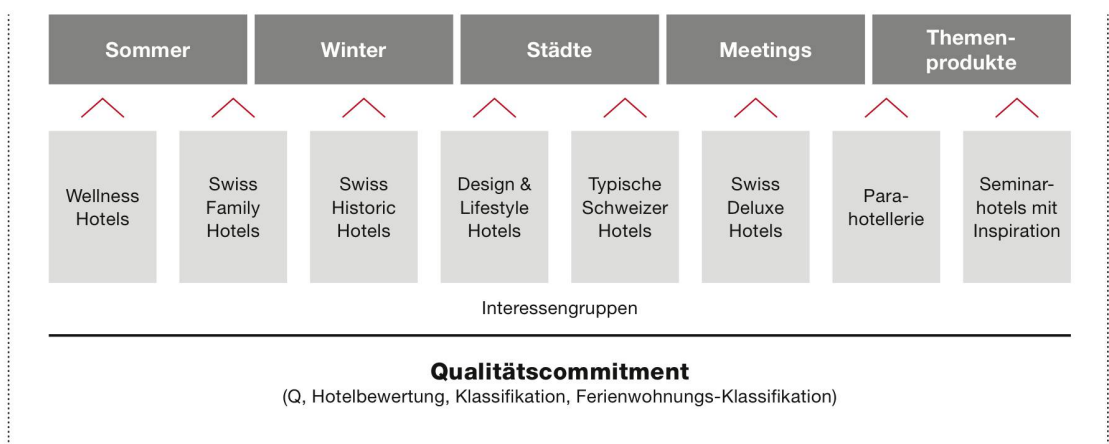 Sommer
Winter
Städte
Meetings
Themen-
produkte
Wellness
Hotels
Swiss
Family
Hotels
Swiss
Historic
Hotels
Design &
Lifestyle
Hotels
Typische
Schweizer
Hotels
Swiss
Deluxe
Hotels
Para-
hotellerie
Seminar-
hotels mit
Inspiration
Interessengruppen
Qualitätscommitment
(Q, Hotelbewertung, Klassifikation, Ferienwohnungs-Klassifikation)